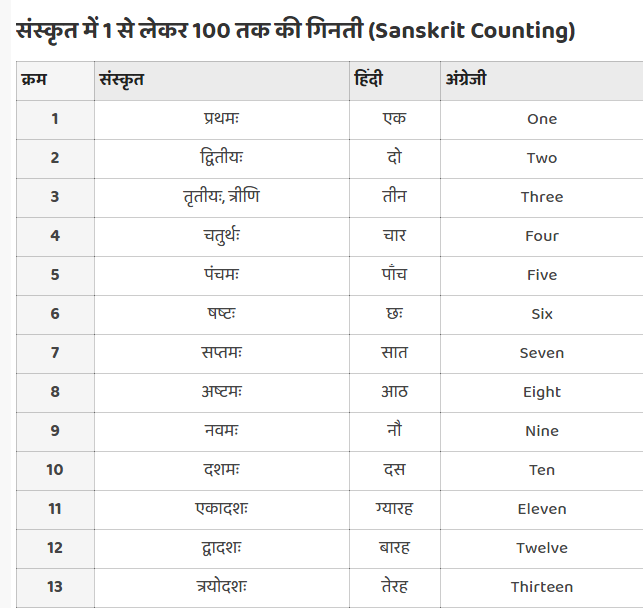 संस्कृत में 1 से लेकर 100 तक की गिनती (Sanskrit Counting)
क्रम संस्कृत हिंदी अंग्रेजी
1 प्रथमः एक One
2 द्वितीयः दो Two
3 तृतीयः, त्रीणि तीन Three
4 चतुर्थः चार Four
5 पंचमः पाँच Five
6 षष्टः छः Six
7 सप्तमः सात Seven
8 अष्टमः आठ Eight
9 नवमः नौ Nine
10 दशमः दस Ten
11 एकादशः ग्यारह Eleven
12 द्वादशः बारह Twelve
13 त्रयोदशः तेरह Thirteen